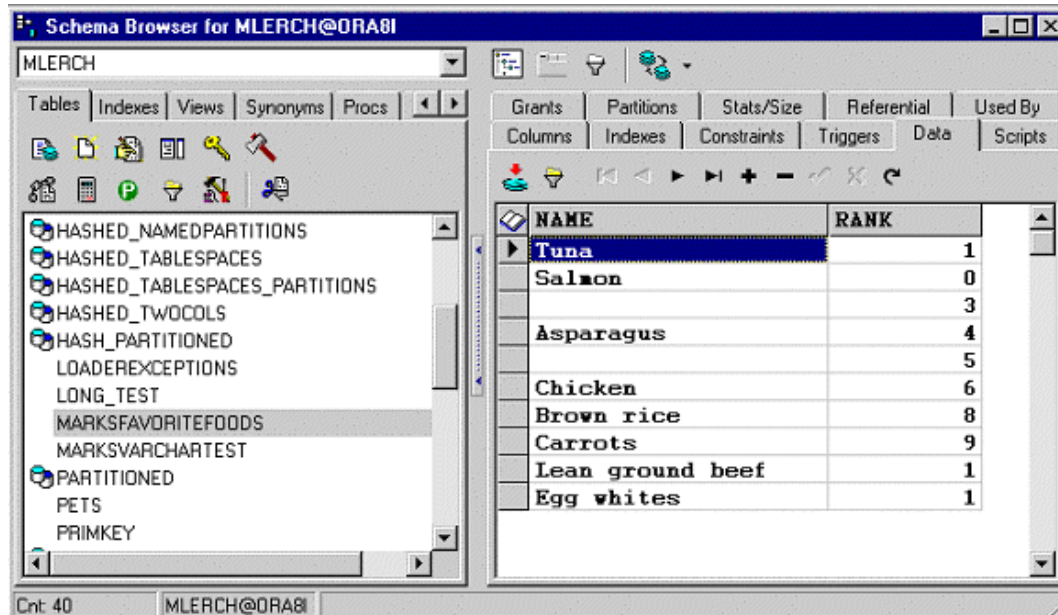 Schema Browser for MLERCH@ORA8I
MLERCH
Tables Indexes Views Synonyms Procs
HASHED_NAMEDPARTITIONS
HASHED_TABLESPACES
HASHED_TABLESPACES_PARTITIONS
HASHED_TWOCOLS
HASH_PARTITIONED
LOADEREXCEPTIONS
LONG_TEST
MARKSFAVORITEFOODS
MARKSVARCHARTEST
PARTITIONED
PETS
PRIMKEY
Grants Partitions Stats/Size Referential Used By
Columns Indexes Constraints Triggers Data Scripts
NAME RANK
Tuna 1
Salmon 0
3
Asparagus 4
5
Chicken 6
Brown rice 8
Carrots 9
Lean ground beef 1
Egg whites 1
Cnt: 40 MLERCH@ORA8I